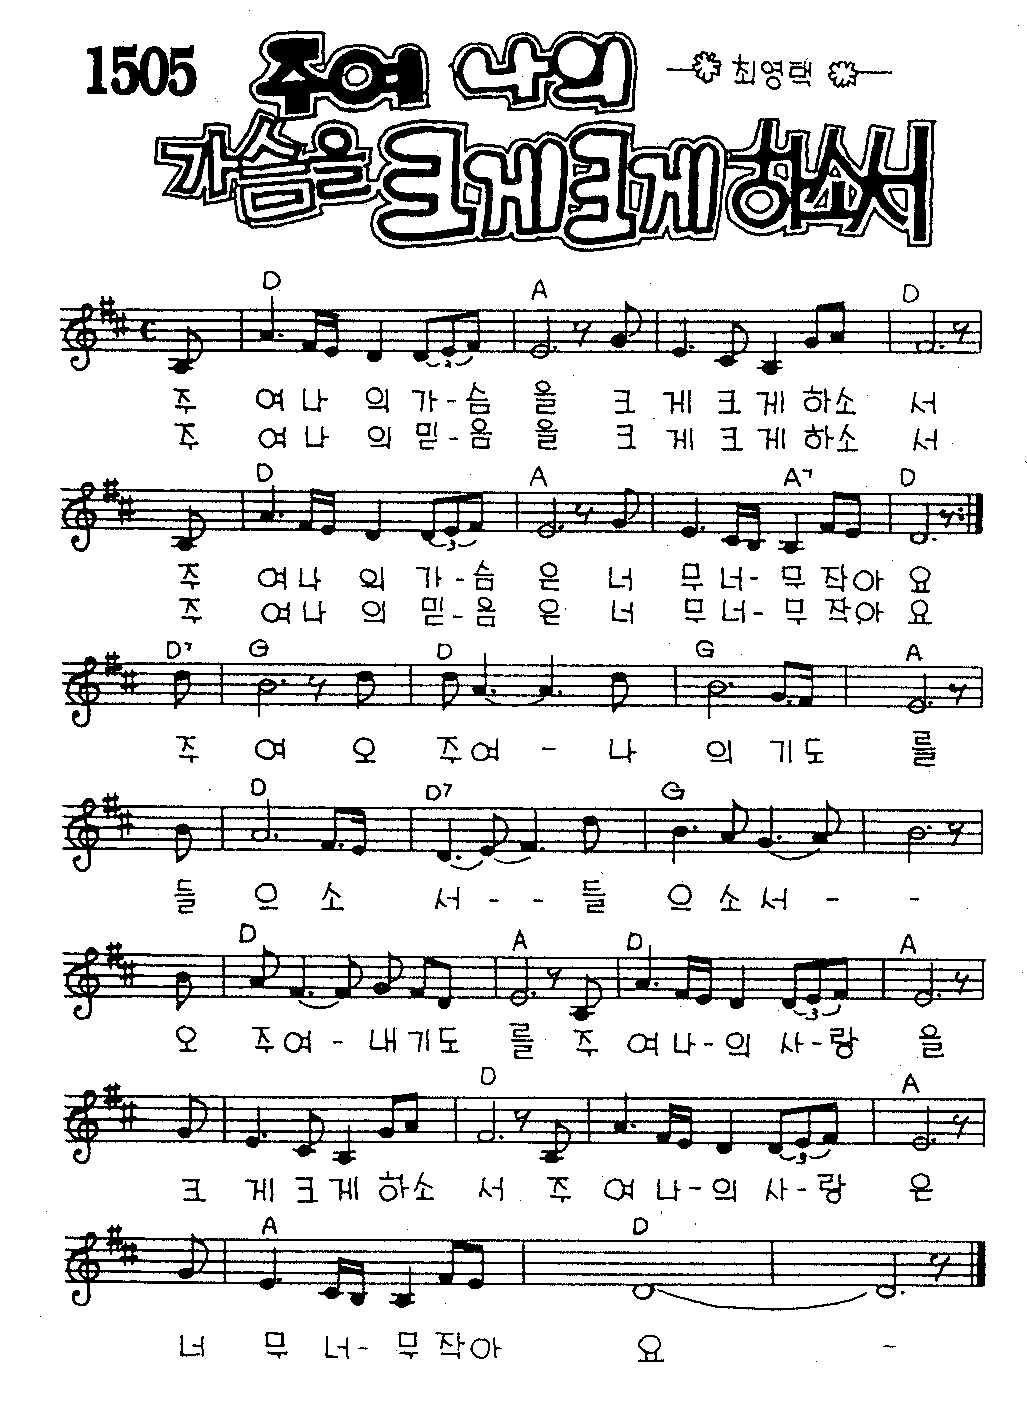 1505 주여 나의 최영택
가슴을 크게크게 하소서
D A D
주 여 나 의 가 - 슴 을 크 게 크 게 하 소 서
주 여 나 의 믿 - 음 을 크 게 크 게 하 소 서
D A A7 D
3
주 여 나 의 가 - 슴 은 너 무 너 - 무 작 아 요
주 여 나 의 믿 - 음 은 너 무 너 - 무 작 아 요
D7 G D G A
주 여 오 주 여 - 나 의 기 도 를
D D7 G
들 으 소 서 - - 들 으 소 서 - -
D A D A
3
오 주 여 - 내 기 도 를 주 여 나 - 의 사 - 랑 을
D A
3
크 게 크 게 하 소 서 주 여 나 - 의 사 - 랑 은
A D
너 무 너 - 무 작 아 요 -